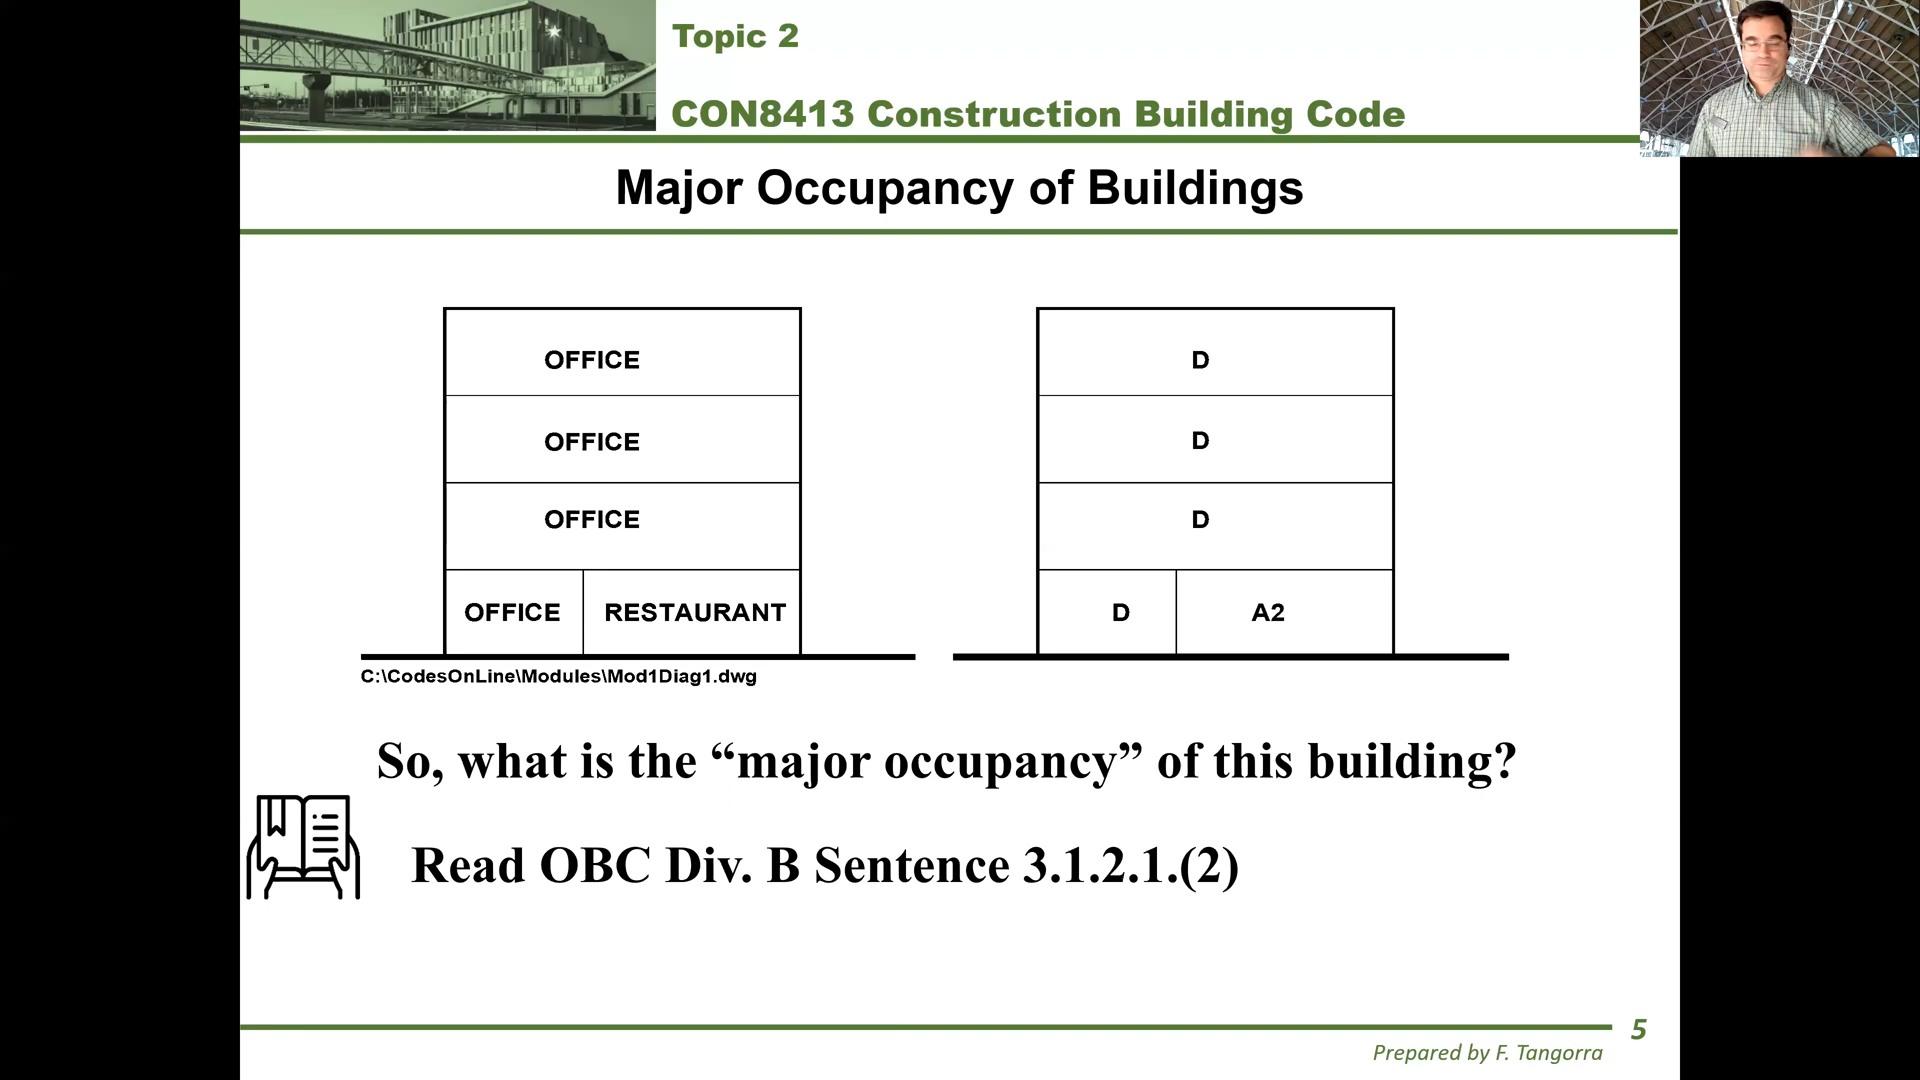 Topic 2
CON8413 Construction Building Code
Major Occupancy of Buildings
OFFICE
OFFICE
OFFICE
OFFICE RESTAURANT
C:\CodesOnLine\Modules\Mod1Diag1.dwg
D
D
D
D A2
So, what is the “major occupancy” of this building?
Read OBC Div. B Sentence 3.1.2.1.(2)
5
Prepared by F. Tangorra